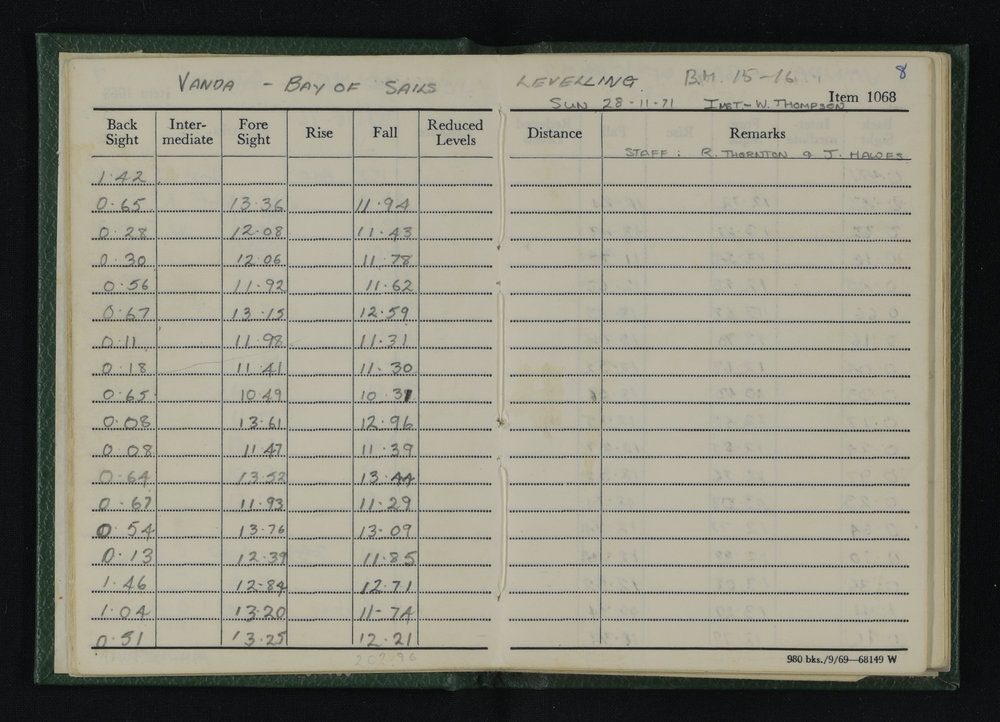 VANDA - BAY OF SAILS LEVELLING B.M. 15-16 8
SUN 28-11-71 INST:- W. THOMPSON Item 1068
Back Sight Inter-mediate Fore Sight Rise Fall Reduced Levels Distance Remarks
STAFF : R. THORNTON & J. HAWES
1.42
0.65 13.36 11.94
0.28 12.08 11.43
0.30 12.06 11.78
0.56 11.92 11.62
0.67 13.15 12.59
0.11 11.98 11.31
0.18 11.41 11.30
0.65 10.49 10.31
0.08 13.61 12.96
0.08 11.47 11.39
0.64 13.52 13.44
0.67 11.93 11.29
0.54 13.76 13.09
0.13 12.39 11.85
1.46 12.84 12.71
1.04 13.20 11.74
0.51 13.25 12.21
202.96
980 bks./9/69—68149 W